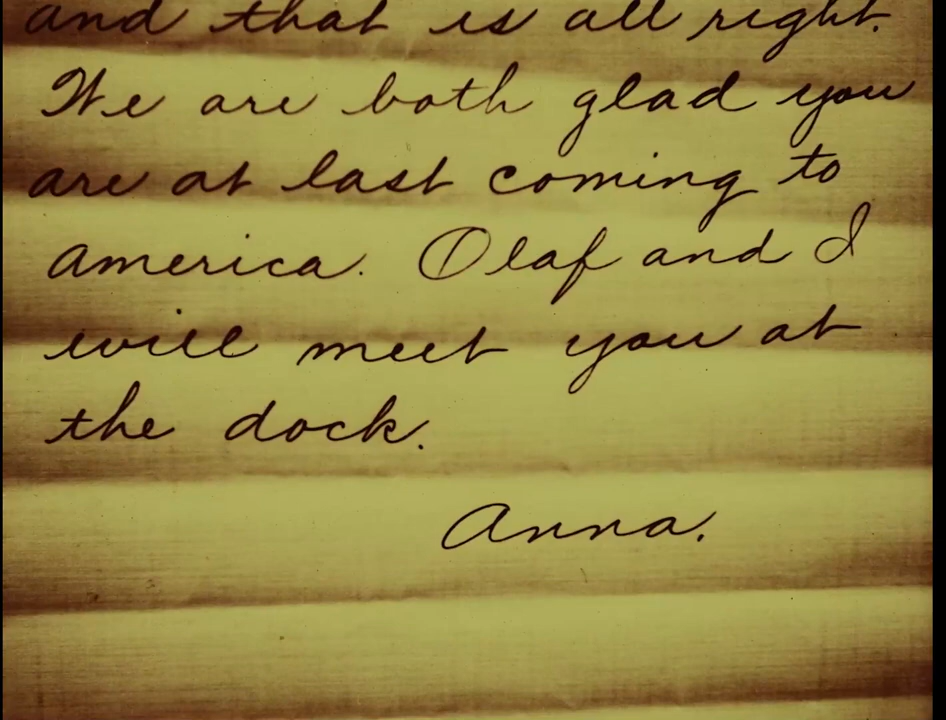 and that is all right.
We are both glad you
are at last coming to
America. Olaf and I
will meet you at
the dock.
Anna.